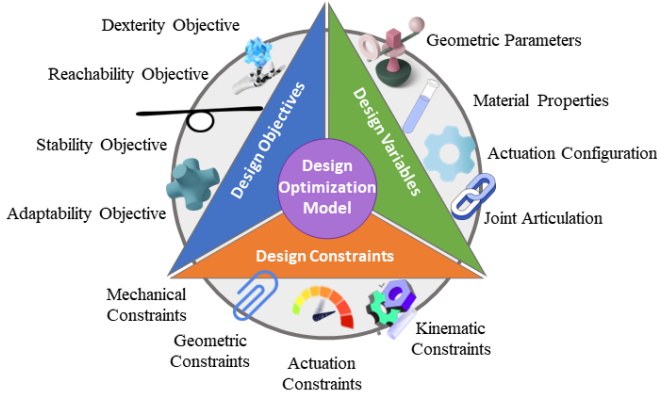 Dexterity Objective
Reachability Objective
Stability Objective
Adaptability Objective
Design Objectives
Geometric Parameters
Material Properties
Actuation Configuration
Joint Articulation
Design Variables
Design
Optimization
Model
Design Constraints
Mechanical
Constraints
Geometric
Constraints
Actuation
Constraints
Kinematic
Constraints